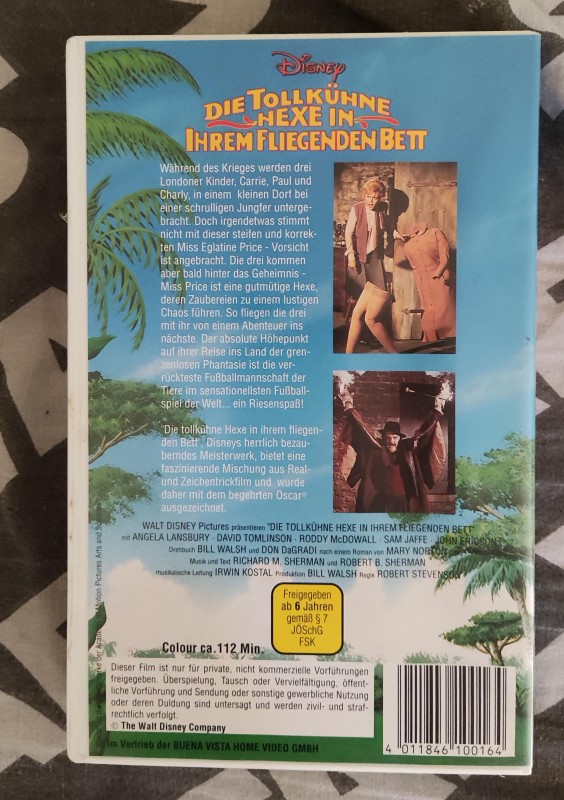 Disney
DIE TOLLKÜHNE
HEXE IN
IHREM FLIEGENDEN BETT
Während des Krieges werden drei
Londoner Kinder, Carrie, Paul und
Charly, in einem kleinen Dorf bei
einer schrulligen Jungfer unterge-
bracht. Doch irgendetwas stimmt
nicht mit dieser steifen und korrek-
ten Miss Eglatine Price - Vorsicht
ist angebracht. Die drei kommen
aber bald hinter das Geheimnis -
Miss Price ist eine gutmütige Hexe,
deren Zaubereien zu einem lustigen
Chaos führen. So fliegen die drei
mit ihr von einem Abenteuer ins
nächste. Der absolute Höhepunkt
auf ihrer Reise ins Land der gren-
zenlosen Phantasie ist die ver-
rückteste Fußballmannschaft der
Tiere im sensationellsten Fußball-
spiel der Welt... ein Riesenspaß!
"Die tollkühne Hexe in ihrem fliegen-
den Bett", Disneys herrlich bezau-
berndes Meisterwerk, bietet eine
faszinierende Mischung aus Real-
und Zeichentrickfilm und wurde
daher mit dem begehrten Oscar®
ausgezeichnet.
WALT DISNEY Pictures präsentieren "DIE TOLLKÜHNE HEXE IN IHREM FLIEGENDEN BETT"
mit ANGELA LANSBURY - DAVID TOMLINSON - RODDY McDOWALL - SAM JAFFE - JOHN ERICSON
Drehbuch BILL WALSH und DON DaGRADI nach einem Roman von MARY NORTON
Musik und Text RICHARD M. SHERMAN und ROBERT B. SHERMAN
musikalische Leitung IRWIN KOSTAL Produktion BILL WALSH Regie ROBERT STEVENSON
Freigegeben
ab 6 Jahren
gemäß § 7
JÖSchG
FSK
Colour ca.112 Min.
Dieser Film ist nur für private, nicht kommerzielle Vorführungen
freigegeben. Überspielung, Tausch oder Vervielfältigung, öffent-
liche Vorführung und Sendung oder sonstige gewerbliche Nutzung
oder deren Duldung sind untersagt und werden zivil- und straf-
rechtlich verfolgt.
© The Walt Disney Company
Im Vertrieb der BUENA VISTA HOME VIDEO GMBH
4 011846 100164
Motion Pictures Arts and